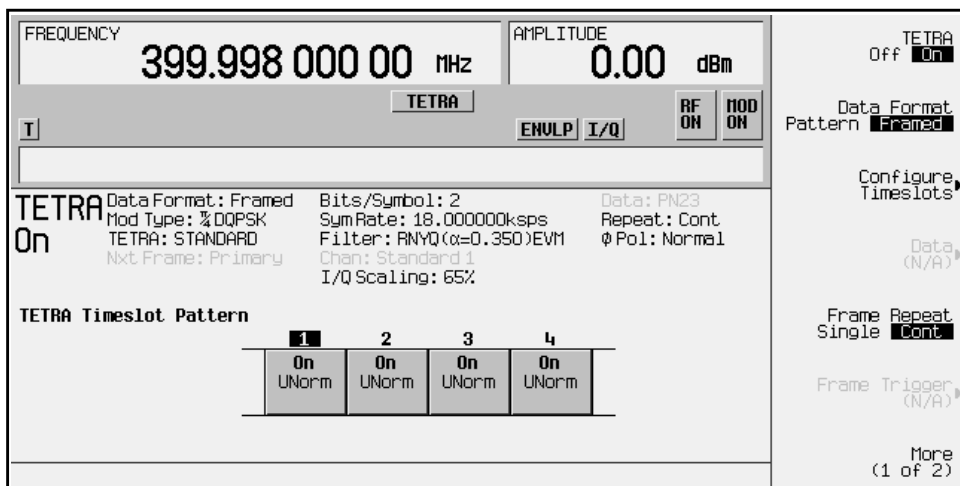 FREQUENCY
399.998 000 00 MHz
AMPLITUDE
0.00 dBm
TETRA
T
ENVLP I/Q
RF ON
MOD ON
TETRA On
Data Format: Framed
Mod Type: π/4 DQPSK
TETRA: STANDARD
Nxt Frame: Primary
Bits/Symbol: 2
Sym Rate: 18.000000ksps
Filter: RNYQ(α=0.350)EVM
Chan: Standard 1
I/Q Scaling: 65%
Data: PN23
Repeat: Cont
Φ Pol: Normal
TETRA Timeslot Pattern
1 2 3 4
On On On On
UNorm UNorm UNorm UNorm
TETRA
Off On
Data Format
Pattern Framed
Configure
Timeslots
Data
(N/A)
Frame Repeat
Single Cont
Frame Trigger
(N/A)
More
(1 of 2)